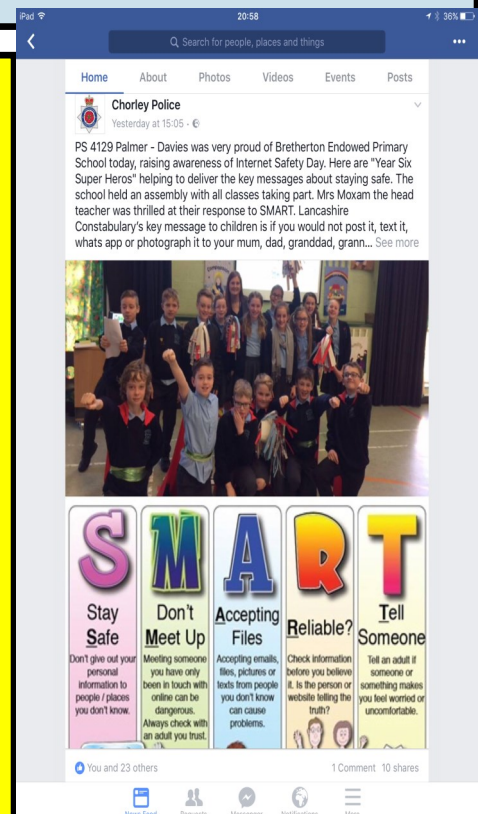 iPad
20:58
36%
Search for people, places and things
Home About Photos Videos Events Posts
Chorley Police
Yesterday at 15:05 -
PS 4129 Palmer - Davies was very proud of Bretherton Endowed Primary
School today, raising awareness of Internet Safety Day. Here are "Year Six
Super Heros" helping to deliver the key messages about staying safe. The
school held an assembly with all classes taking part. Mrs Moxam the head
teacher was thrilled at their response to SMART. Lancashire
Constabulary's key message to children is if you would not post it, text it,
whats app or photograph it to your mum, dad, granddad, grann... See more
S
Stay
Safe
Don't give out your
personal
information to
people / places
you don't know.
M
Don't
Meet Up
Meeting someone
you have only
been in touch with
online can be
dangerous.
Always check with
an adult you trust.
A
Accepting
Files
Accepting emails,
files, pictures or
texts from people
you don't know
can cause
problems.
R
Reliable?
Check information
before you believe
it. Is the person or
website telling the
truth?
T
Tell
Someone
Tell an adult if
someone or
something makes
you feel worried or
uncomfortable.
You and 23 others
1 Comment 10 shares
News Feed Requests Messenger Notifications More